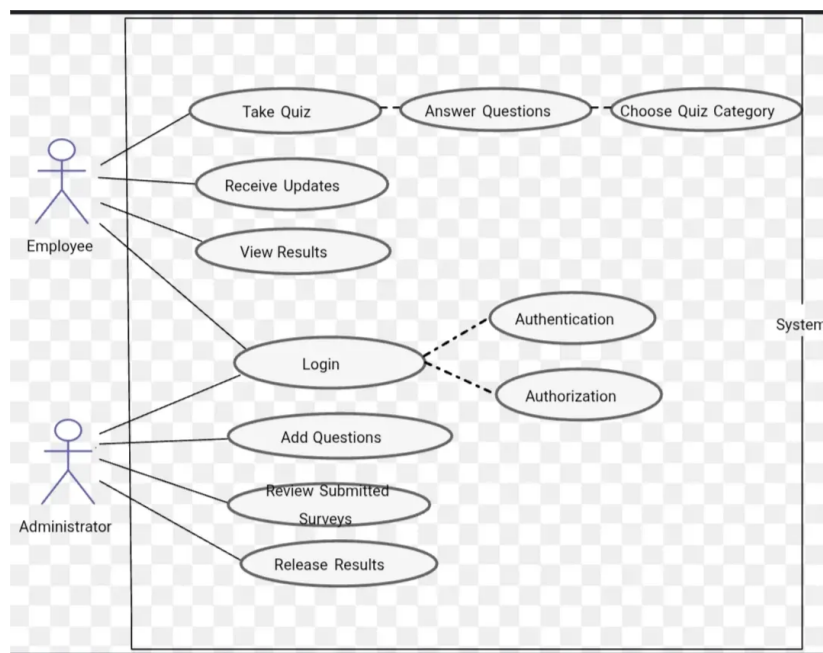 Take Quiz
Answer Questions
Choose Quiz Category
Receive Updates
Employee
View Results
Authentication
System
Login
Authorization
Add Questions
Review Submitted
Surveys
Administrator
Release Results